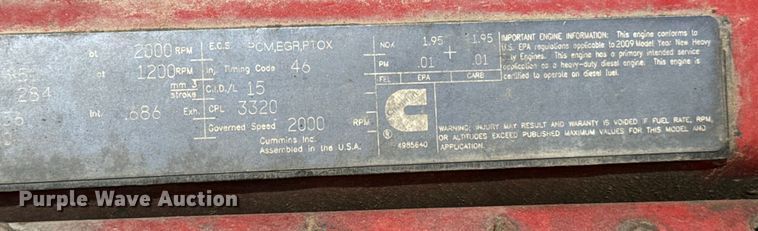 at 2000 RPM
at 1200 RPM
284 mm 3 stroke
Int. .686 Exh.
E.C.S. PCM,EGR,PTOX
Inj. Timing Code 46
C.I.D./L 15
CPL 3320
Governed Speed 2000 RPM
Cummins Inc.
Assembled in the U.S.A.
NOX 1.95 + 1.95
PM .01 .01
FEL EPA CARB
C
®
4985640
IMPORTANT ENGINE INFORMATION: This engine conforms to
U.S. EPA regulations applicable to 2009 Model Year New Heavy
Duty Engines. This engine has a primary intended service
application as a heavy-duty diesel engine. This engine is
certified to operate on diesel fuel.
WARNING: INJURY MAY RESULT AND WARRANTY IS VOIDED IF FUEL RATE, RPM,
OR ALTITUDES EXCEED PUBLISHED MAXIMUM VALUES FOR THIS MODEL AND
APPLICATION.
Purple Wave Auction